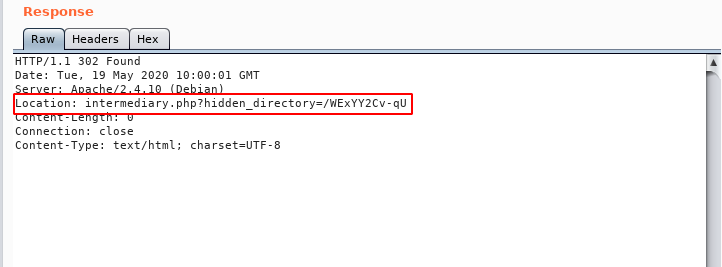 Response
Raw Headers Hex
HTTP/1.1 302 Found
Date: Tue, 19 May 2020 10:00:01 GMT
Server: Apache/2.4.10 (Debian)
Location: intermediary.php?hidden_directory=/WExYY2Cv-qU
Content-Length: 0
Connection: close
Content-Type: text/html; charset=UTF-8